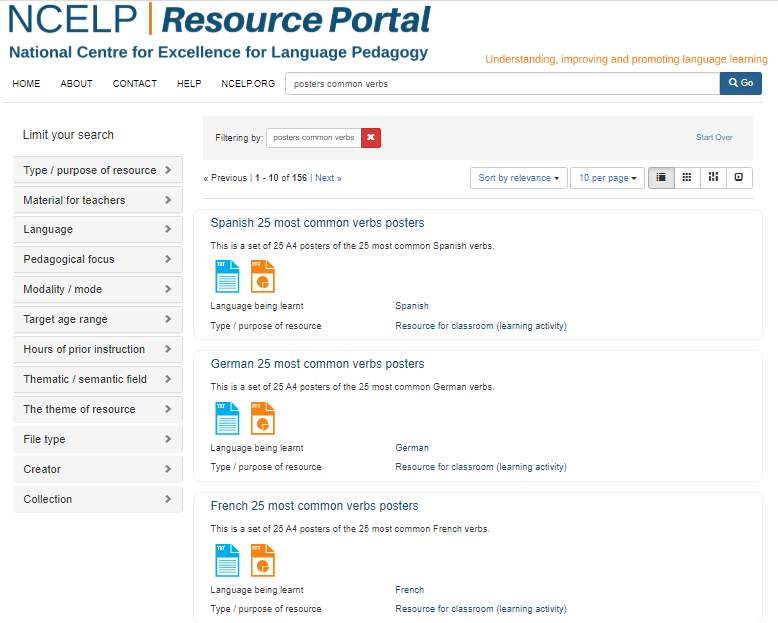 NCELP | Resource Portal
National Centre for Excellence for Language Pedagogy
Understanding, improving and promoting language learning
HOME ABOUT CONTACT HELP NCELP.ORG posters common verbs Go
Limit your search
Type / purpose of resource
Material for teachers
Language
Pedagogical focus
Modality / mode
Target age range
Hours of prior instruction
Thematic / semantic field
The theme of resource
File type
Creator
Collection
Filtering by: posters common verbs Start Over
« Previous | 1 - 10 of 156 | Next »
Sort by relevance 10 per page
Spanish 25 most common verbs posters
This is a set of 25 A4 posters of the 25 most common Spanish verbs.
TXT PPT
Language being learnt Spanish
Type / purpose of resource Resource for classroom (learning activity)
German 25 most common verbs posters
This is a set of 25 A4 posters of the 25 most common German verbs.
TXT PPT
Language being learnt German
Type / purpose of resource Resource for classroom (learning activity)
French 25 most common verbs posters
This is a set of 25 A4 posters of the 25 most common French verbs.
TXT PPT
Language being learnt French
Type / purpose of resource Resource for classroom (learning activity)